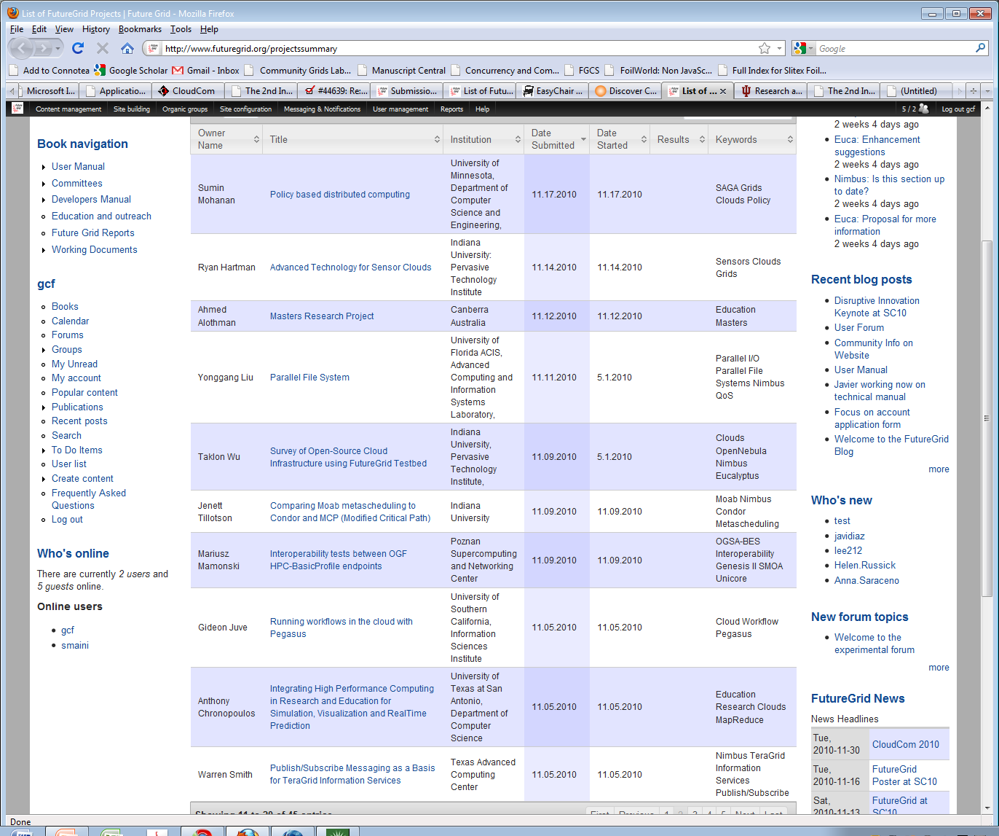 List of FutureGrid Projects | Future Grid - Mozilla Firefox
File Edit View History Bookmarks Tools Help
http://www.futuregrid.org/projectssummary
Google
Add to Connotea Google Scholar Gmail - Inbox Community Grids Lab... Manuscript Central Concurrency and Com... FGCS FoilWorld: Non JavaSc... Full Index for Slitex Foil...
Microsoft I... Applicatio... CloudCom The 2nd In... #44639: Re:... Submissio... List of Futu... EasyChair ... Discover C... List of ... Research a... The 2nd In... (Untitled)
Content management Site building Organic groups Site configuration Messaging & Notifications User management Reports Help 5 / 2 Log out gcf
Book navigation
User Manual
Committees
Developers Manual
Education and outreach
Future Grid Reports
Working Documents
gcf
Books
Calendar
Forums
Groups
My Unread
My account
Popular content
Publications
Recent posts
Search
To Do Items
User list
Create content
Frequently Asked
Questions
Log out
Who's online
There are currently 2 users and
5 guests online.
Online users
gcf
smaini
Owner
Name
Title
Institution
Date
Submitted
Date
Started
Results
Keywords
Sumin
Mohanan
Policy based distributed computing
University of
Minnesota,
Department of
Computer
Science and
Engineering,
11.17.2010
11.17.2010
SAGA Grids
Clouds Policy
Ryan Hartman
Advanced Technology for Sensor Clouds
Indiana
University:
Pervasive
Technology
Institute
11.14.2010
11.14.2010
Sensors Clouds
Grids
Ahmed
Alothman
Masters Research Project
Canberra
Australia
11.12.2010
11.12.2010
Education
Masters
Yonggang Liu
Parallel File System
University of
Florida ACIS,
Advanced
Computing and
Information
Systems
Laboratory,
11.11.2010
5.1.2010
Parallel I/O
Parallel File
Systems Nimbus
QoS
Taklon Wu
Survey of Open-Source Cloud
Infrastructure using FutureGrid Testbed
Indiana
University,
Pervasive
Technology
Institute,
11.09.2010
5.1.2010
Clouds
OpenNebula
Nimbus
Eucalyptus
Jenett
Tillotson
Comparing Moab metascheduling to
Condor and MCP (Modified Critical Path)
Indiana
University
11.09.2010
11.09.2010
Moab Nimbus
Condor
Metascheduling
Mariusz
Mamonski
Interoperability tests between OGF
HPC-BasicProfile endpoints
Poznan
Supercomputing
and Networking
Center
11.09.2010
11.09.2010
OGSA-BES
Interoperability
Genesis II SMOA
Unicore
Gideon Juve
Running workflows in the cloud with
Pegasus
University of
Southern
California,
Information
Sciences
Institute
11.05.2010
11.05.2010
Cloud Workflow
Pegasus
Anthony
Chronopoulos
Integrating High Performance Computing
in Research and Education for
Simulation, Visualization and RealTime
Prediction
University of
Texas at San
Antonio,
Department of
Computer
Science
11.05.2010
11.05.2010
Education
Research Clouds
MapReduce
Warren Smith
Publish/Subscribe Messaging as a Basis
for TeraGrid Information Services
Texas Advanced
Computing
Center
11.05.2010
11.05.2010
Nimbus TeraGrid
Information
Services
Publish/Subscribe
Showing 11 to 20 of 45 entries
First Previous 1 2 3 4 5 Next Last
2 weeks 4 days ago
Euca: Enhancement
suggestions
2 weeks 4 days ago
Nimbus: Is this section up
to date?
2 weeks 4 days ago
Euca: Proposal for more
information
2 weeks 4 days ago
Recent blog posts
Disruptive Innovation
Keynote at SC10
User Forum
Community Info on
Website
User Manual
Javier working now on
technical manual
Focus on account
application form
Welcome to the FutureGrid
Blog
more
Who's new
test
javidiaz
lee212
Helen.Russick
Anna.Saraceno
New forum topics
Welcome to the
experimental forum
more
FutureGrid News
News Headlines
Tue,
2010-11-30
CloudCom 2010
Tue,
2010-11-16
FutureGrid
Poster at SC10
Sat,
2010-11-13
FutureGrid at
SC'10
Done